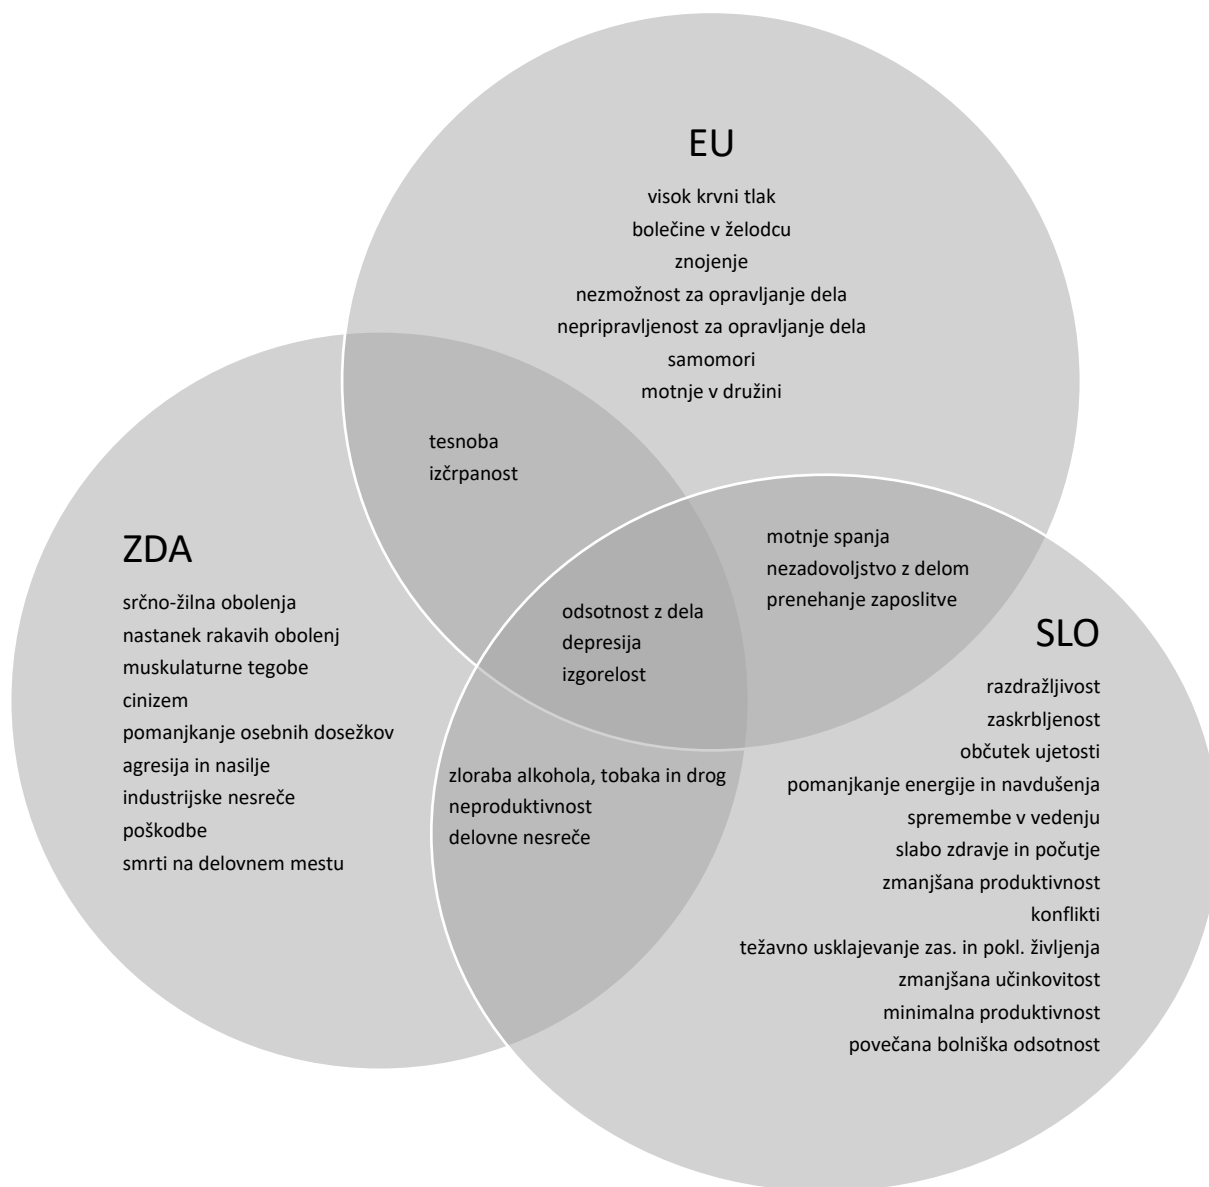 EU
visok krvni tlak
bolečine v želodcu
znojenje
nezmožnost za opravljanje dela
nepripravljenost za opravljanje dela
samomori
motnje v družini
tesnoba
izčrpanost
ZDA
srčno-žilna obolenja
nastanek rakavih obolenj
muskulaturne tegobe
cinizem
pomanjkanje osebnih dosežkov
agresija in nasilje
industrijske nesreče
poškodbe
smrti na delovnem mestu
motnje spanja
nezadovoljstvo z delom
prenehanje zaposlitve
odsotnost z dela
depresija
izgorelost
zloraba alkohola, tobaka in drog
neproduktivnost
delovne nesreče
SLO
razdražljivost
zaskrbljenost
občutek ujetosti
pomanjkanje energije in navdušenja
spremembe v vedenju
slabo zdravje in počutje
zmanjšana produktivnost
konflikti
težavno usklajevanje zas. in pokl. življenja
zmanjšana učinkovitost
minimalna produktivnost
povečana bolniška odsotnost